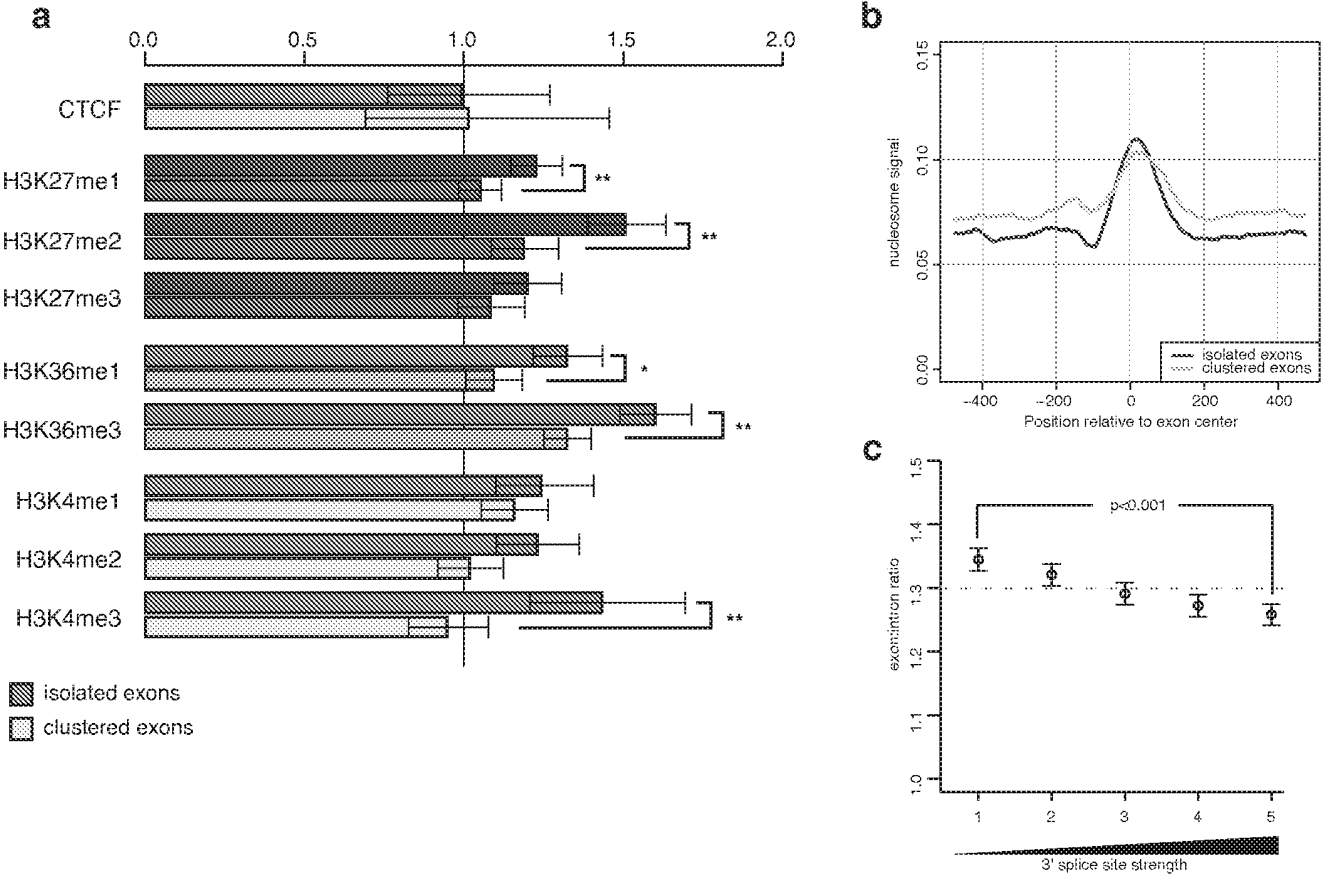 a
0.0 0.5 1.0 1.5 2.0
CTCF
H3K27me1
**
H3K27me2
**
H3K27me3
H3K36me1
*
H3K36me3
**
H3K4me1
H3K4me2
H3K4me3
**
isolated exons
clustered exons
b
nucleosome signal
0.15
0.10
0.05
0.00
isolated exons
clustered exons
-400 -200 0 200 400
Position relative to exon center
c
exon:intron ratio
1.5
1.4
1.3
1.2
1.1
1.0
p<0.001
1 2 3 4 5
3' splice site strength